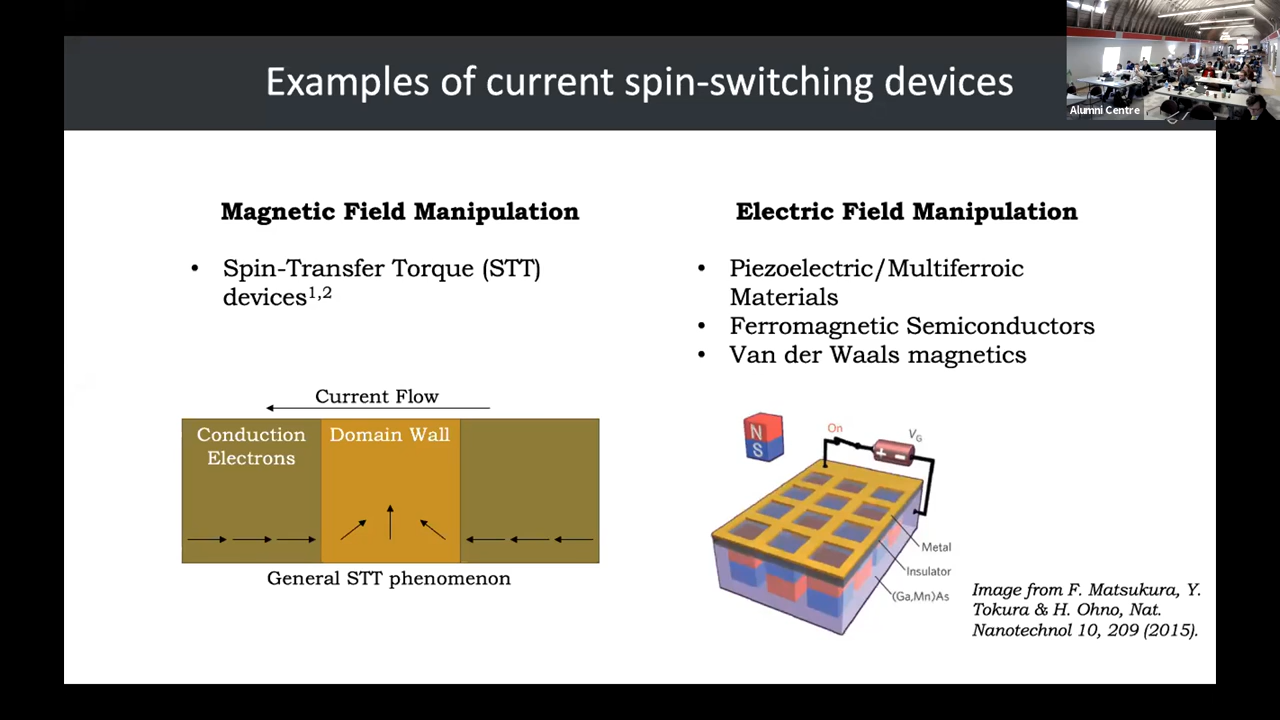 Examples of current spin-switching devices
Alumni Centre
Magnetic Field Manipulation
• Spin-Transfer Torque (STT)
devices1,2
Current Flow
Conduction
Electrons
Domain Wall
General STT phenomenon
Electric Field Manipulation
• Piezoelectric/Multiferroic
Materials
• Ferromagnetic Semiconductors
• Van der Waals magnetics
N
S
On
VG
+ -
Metal
Insulator
(Ga,Mn)As
Image from F. Matsukura, Y.
Tokura & H. Ohno, Nat.
Nanotechnol 10, 209 (2015).